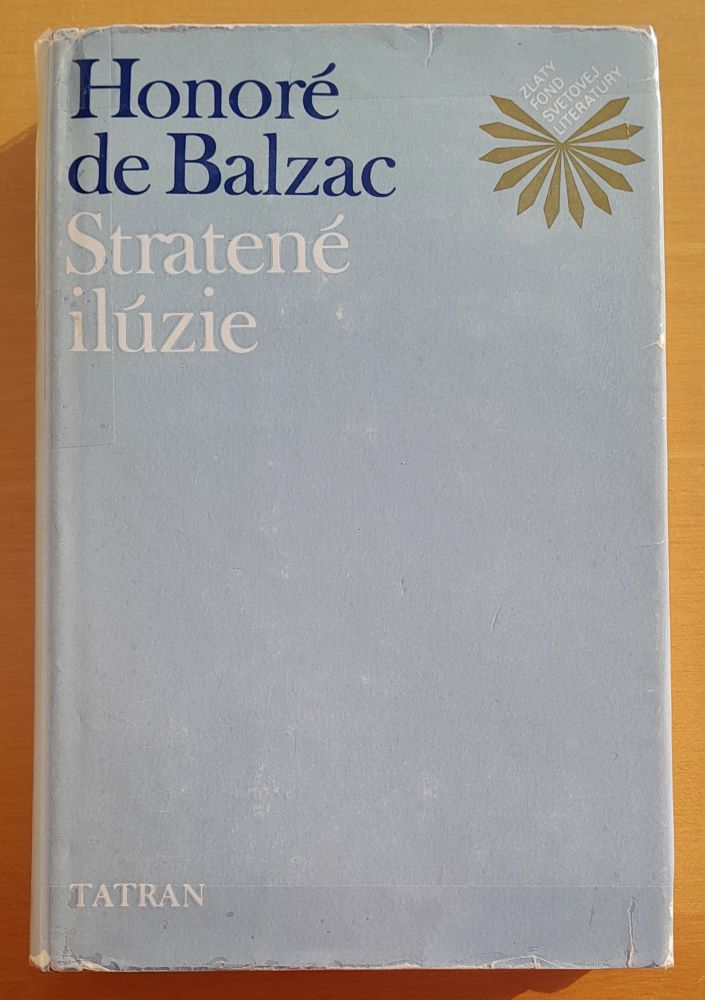 Honoré
de Balzac
Stratené
ilúzie
ZLATÝ
FOND
SVETOVEJ
LITERATÚRY
TATRAN